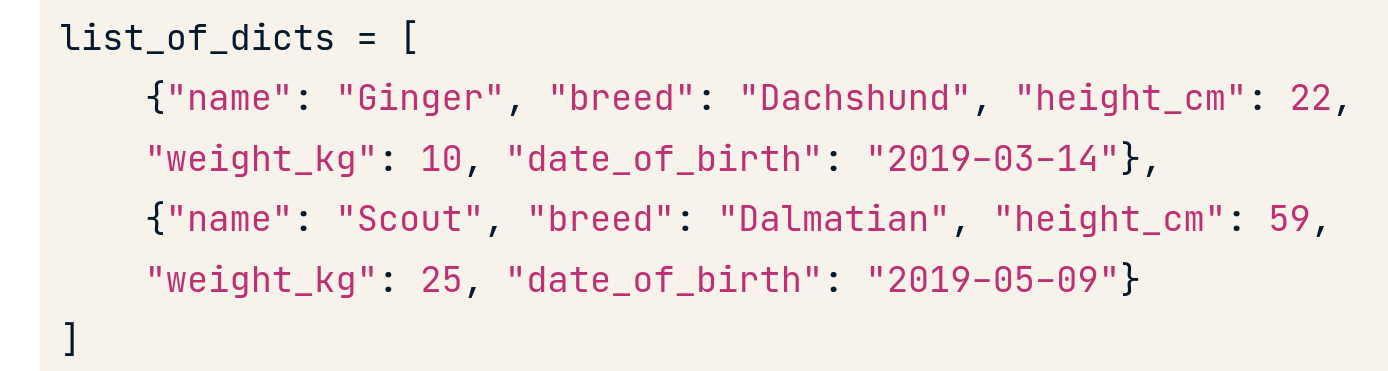 list_of_dicts = [
    {"name": "Ginger", "breed": "Dachshund", "height_cm": 22,
    "weight_kg": 10, "date_of_birth": "2019-03-14"},
    {"name": "Scout", "breed": "Dalmatian", "height_cm": 59,
    "weight_kg": 25, "date_of_birth": "2019-05-09"}
]